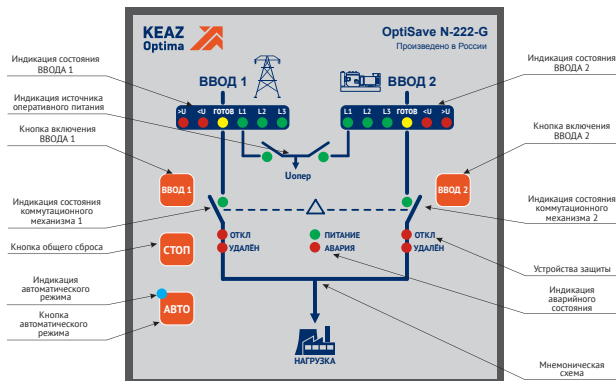 KEAZ
Optima
OptiSave N-222-G
Произведено в России
Индикация состояния
ВВОДА 1
Индикация источника
оперативного питания
Кнопка включения
ВВОДА 1
Индикация состояния
коммутационного
механизма 1
Кнопка общего сброса
Индикация
автоматического
режима
Кнопка
автоматического
режима
ВВОД 1
ВВОД 2
>U <U ГОТОВ L1 L2 L3
L1 L2 L3 ГОТОВ <U >U
Uопер
ВВОД 1
ВВОД 2
СТОП
АВТО
ОТКЛ
УДАЛЁН
ПИТАНИЕ
АВАРИЯ
ОТКЛ
УДАЛЁН
НАГРУЗКА
Индикация состояния
ВВОДА 2
Кнопка включения
ВВОДА 2
Индикация состояния
коммутационного
механизма 2
Устройства защиты
Индикация
аварийного
состояния
Мнемоническая
схема